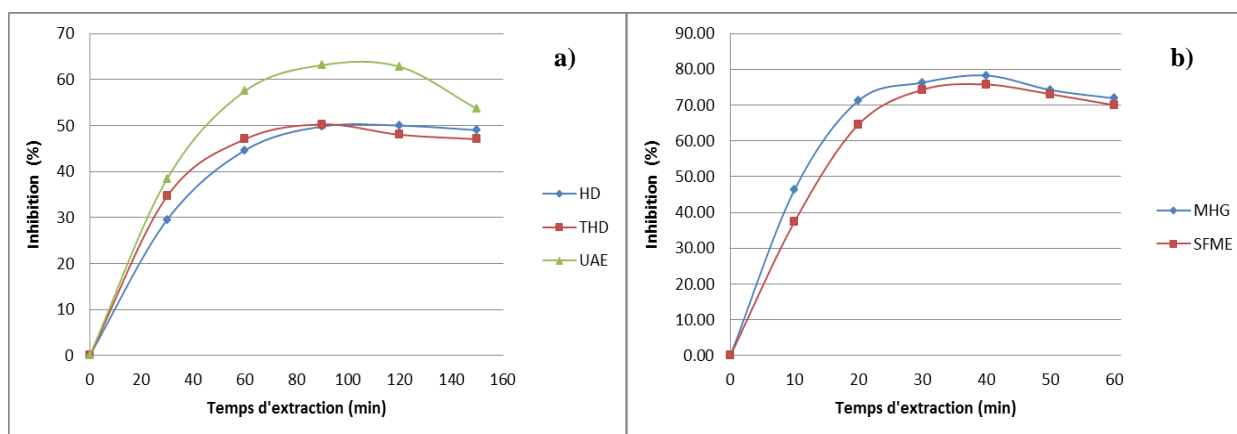 a)
Inhibition (%)
70
60
50
40
30
20
10
0
0 20 40 60 80 100 120 140 160
Temps d'extraction (min)
HD
THD
UAE
b)
Inhibition (%)
90.00
80.00
70.00
60.00
50.00
40.00
30.00
20.00
10.00
0.00
0 10 20 30 40 50 60
Temps d'extraction (min)
MHG
SFME